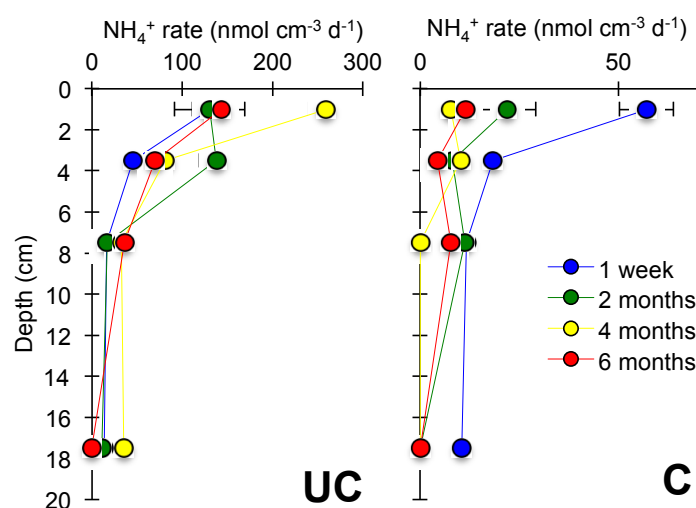 NH₄⁺ rate (nmol cm⁻³ d⁻¹)
NH₄⁺ rate (nmol cm⁻³ d⁻¹)
0 100 200 300
0 50
0
2
4
6
8
10
12
14
16
18
20
Depth (cm)
1 week
2 months
4 months
6 months
UC
C